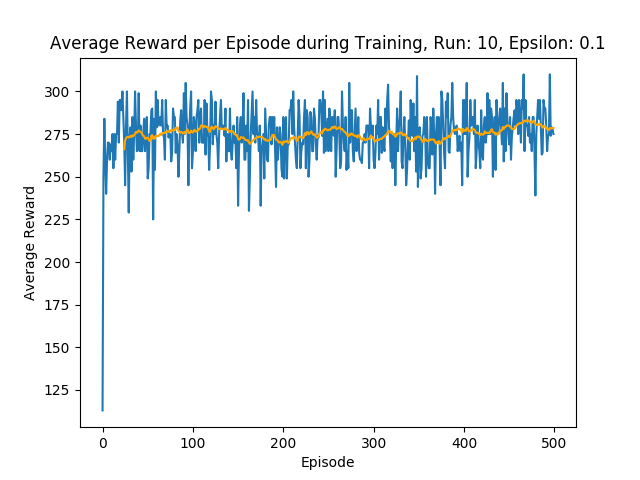 Average Reward per Episode during Training, Run: 10, Epsilon: 0.1
300
275
250
225
200
175
150
125
Average Reward
0 100 200 300 400 500
Episode